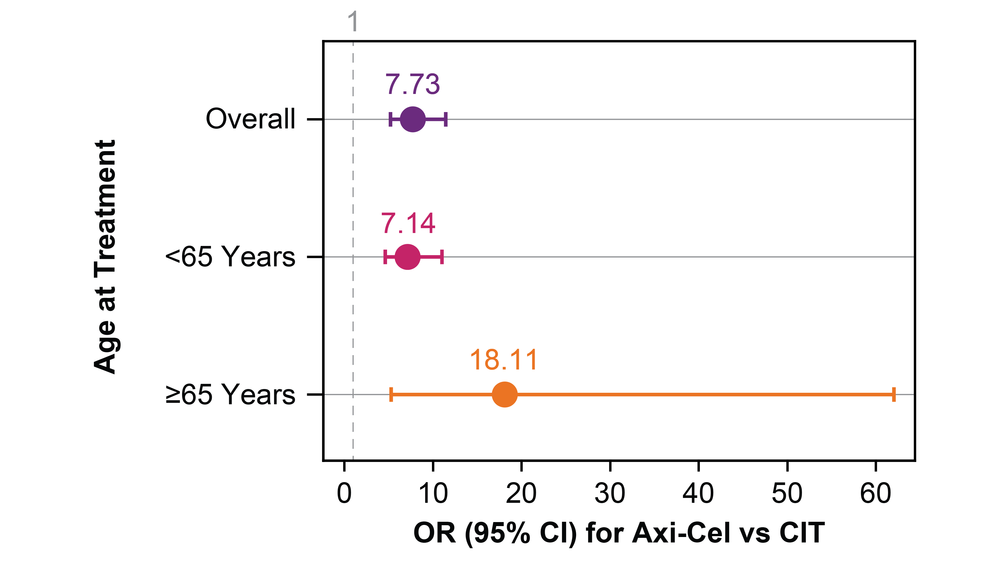 1
7.73
Overall
7.14
<65 Years
18.11
≥65 Years
Age at Treatment
0 10 20 30 40 50 60
OR (95% CI) for Axi-Cel vs CIT